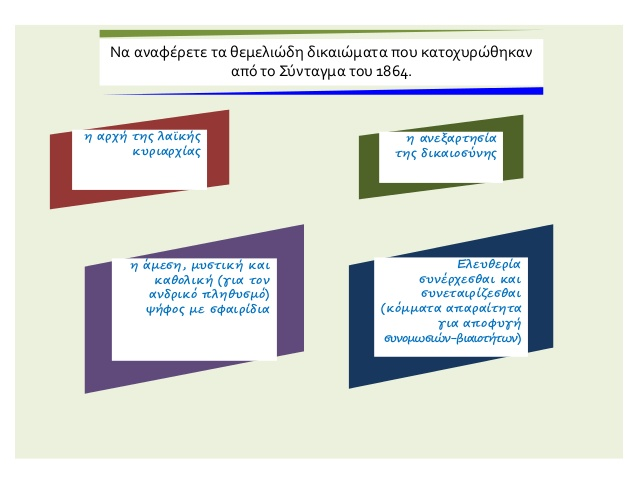 Να αναφέρετε τα θεμελιώδη δικαιώματα που κατοχυρώθηκαν
από το Σύνταγμα του 1864.
η αρχή της λαϊκής
κυριαρχίας
η ανεξαρτησία
της δικαιοσύνης
η άμεση, μυστική και
καθολική (για τον
ανδρικό πληθυσμό)
ψήφος με σφαιρίδια
Ελευθερία
συνέρχεσθαι και
συνεταιρίζεσθαι
(κόμματα απαραίτητα
για αποφυγή
συνομωσιών-βιαιοτήτων)